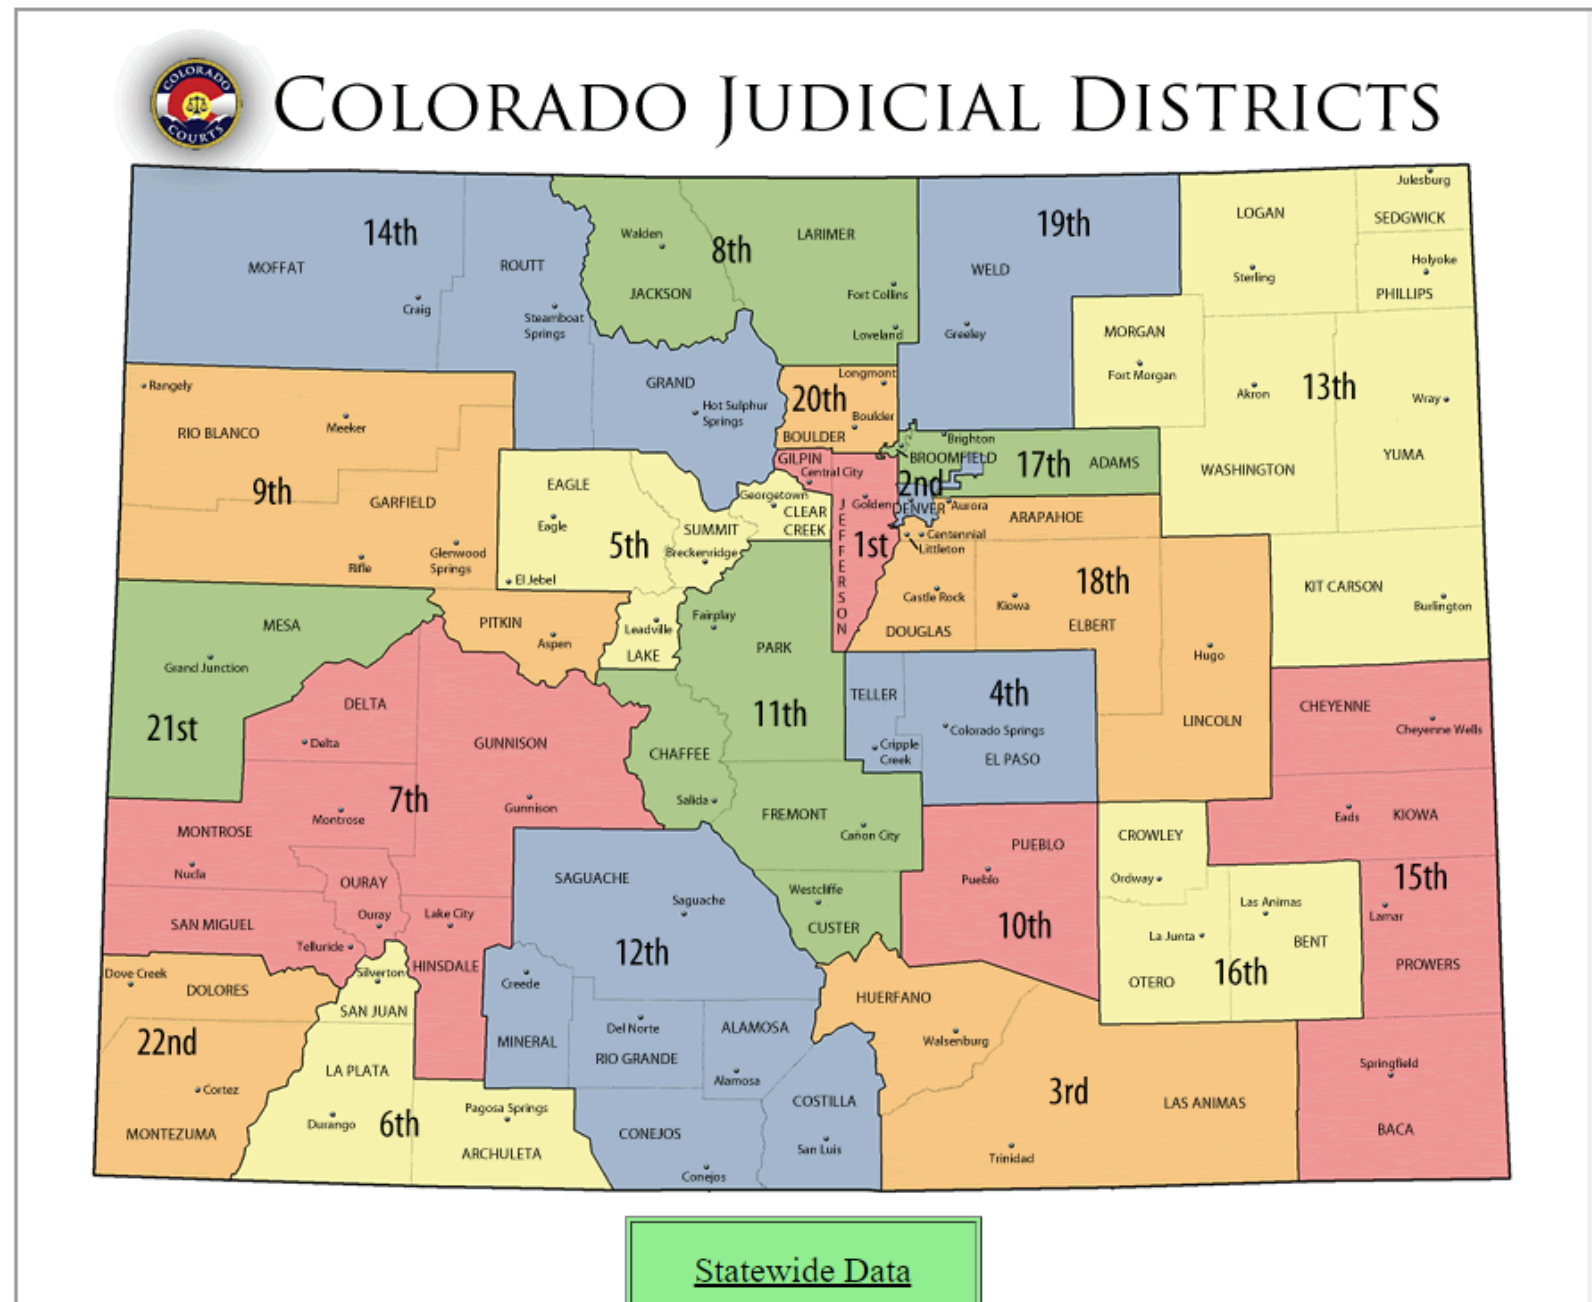 COLORADO
COURTS
COLORADO JUDICIAL DISTRICTS
14th
MOFFAT
Craig
ROUTT
Steamboat
Springs
Walden
8th
LARIMER
JACKSON
Fort Collins
Loveland
19th
WELD
Greeley
LOGAN
Sterling
Julesburg
SEDGWICK
Holyoke
PHILLIPS
MORGAN
Fort Morgan
Akron
13th
Wray
WASHINGTON
YUMA
KIT CARSON
Burlington
GRAND
Hot Sulphur
Springs
Rangely
RIO BLANCO
Meeker
9th
GARFIELD
Rifle
Glenwood
Springs
PITKIN
Aspen
Longmont
20th
Boulder
BOULDER
GILPIN
Central City
Golden
JEFFERSON
1st
Brighton
BROOMFIELD
17th
ADAMS
2nd
DENVER
Aurora
ARAPAHOE
Centennial
Littleton
18th
Castle Rock
Kiowa
DOUGLAS
ELBERT
Hugo
LINCOLN
EAGLE
Eagle
5th
El Jebel
SUMMIT
Breckenridge
Georgetown
CLEAR
CREEK
Leadville
LAKE
MESA
Grand Junction
21st
DELTA
Delta
GUNNISON
7th
Gunnison
MONTROSE
Montrose
Nucla
OURAY
Ouray
SAN MIGUEL
Telluride
Lake City
HINSDALE
Fairplay
PARK
11th
CHAFFEE
Salida
FREMONT
Cañon City
Westcliffe
CUSTER
TELLER
4th
Colorado Springs
Cripple
Creek
EL PASO
CHEYENNE
Cheyenne Wells
Eads
KIOWA
15th
Lamar
PROWERS
Springfield
BACA
CROWLEY
Ordway
Las Animas
La Junta
BENT
OTERO
16th
PUEBLO
Pueblo
10th
SAGUACHE
Saguache
12th
Creede
MINERAL
Del Norte
RIO GRANDE
ALAMOSA
Alamosa
CONEJOS
Conejos
COSTILLA
San Luis
HUERFANO
Walsenburg
3rd
LAS ANIMAS
Trinidad
Dove Creek
DOLORES
22nd
Cortez
MONTEZUMA
Silverton
SAN JUAN
LA PLATA
Durango
6th
Pagosa Springs
ARCHULETA
Statewide Data